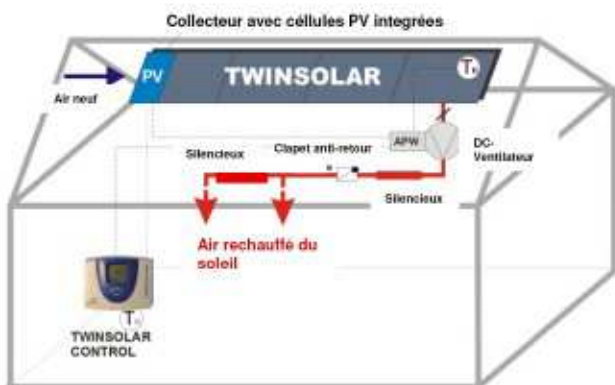 Collecteur avec céllules PV integrées
PV
TWINSOLAR
T
Air neuf
APW
DC-
Ventilateur
Silencieux
Clapet anti-retour
Silencieux
Air rechauffé du
soleil
T
TWINSOLAR
CONTROL